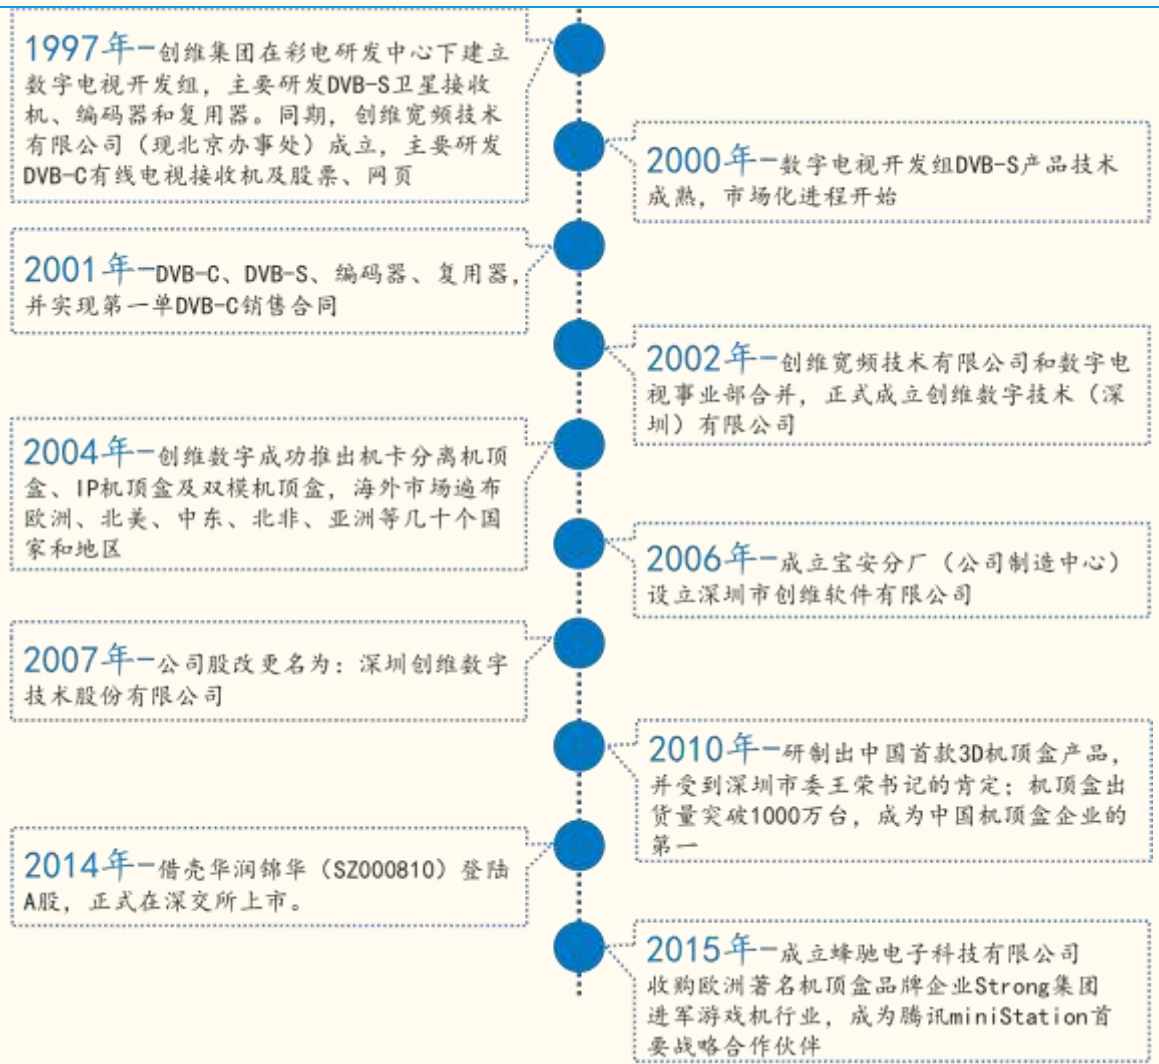 1997年-创维集团在彩电研发中心下建立
数字电视开发组，主要研发DVB-S卫星接收
机、编码器和复用器。同期，创维宽频技术
有限公司（现北京办事处）成立，主要研发
DVB-C有线电视接收机及股票、网页
2000年-数字电视开发组DVB-S产品技术
成熟，市场化进程开始
2001年-DVB-C、DVB-S、编码器、复用器，
并实现第一单DVB-C销售合同
2002年-创维宽频技术有限公司和数字电
视事业部合并，正式成立创维数字技术（深
圳）有限公司
2004年-创维数字成功推出机卡分离机顶
盒、IP机顶盒及双模机顶盒，海外市场遍布
欧洲、北美、中东、北非、亚洲等几十个国
家和地区
2006年-成立宝安分厂（公司制造中心）
设立深圳市创维软件有限公司
2007年-公司股改更名为：深圳创维数字
技术股份有限公司
2010年-研制出中国首款3D机顶盒产品，
并受到深圳市委王荣书记的肯定；机顶盒出
货量突破1000万台，成为中国机顶盒企业的
第一
2014年-借壳华润锦华（SZ000810）登陆
A股，正式在深交所上市。
2015年-成立蜂驰电子科技有限公司
收购欧洲著名机顶盒品牌企业Strong集团
进军游戏机行业，成为腾讯miniStation首
要战略合作伙伴